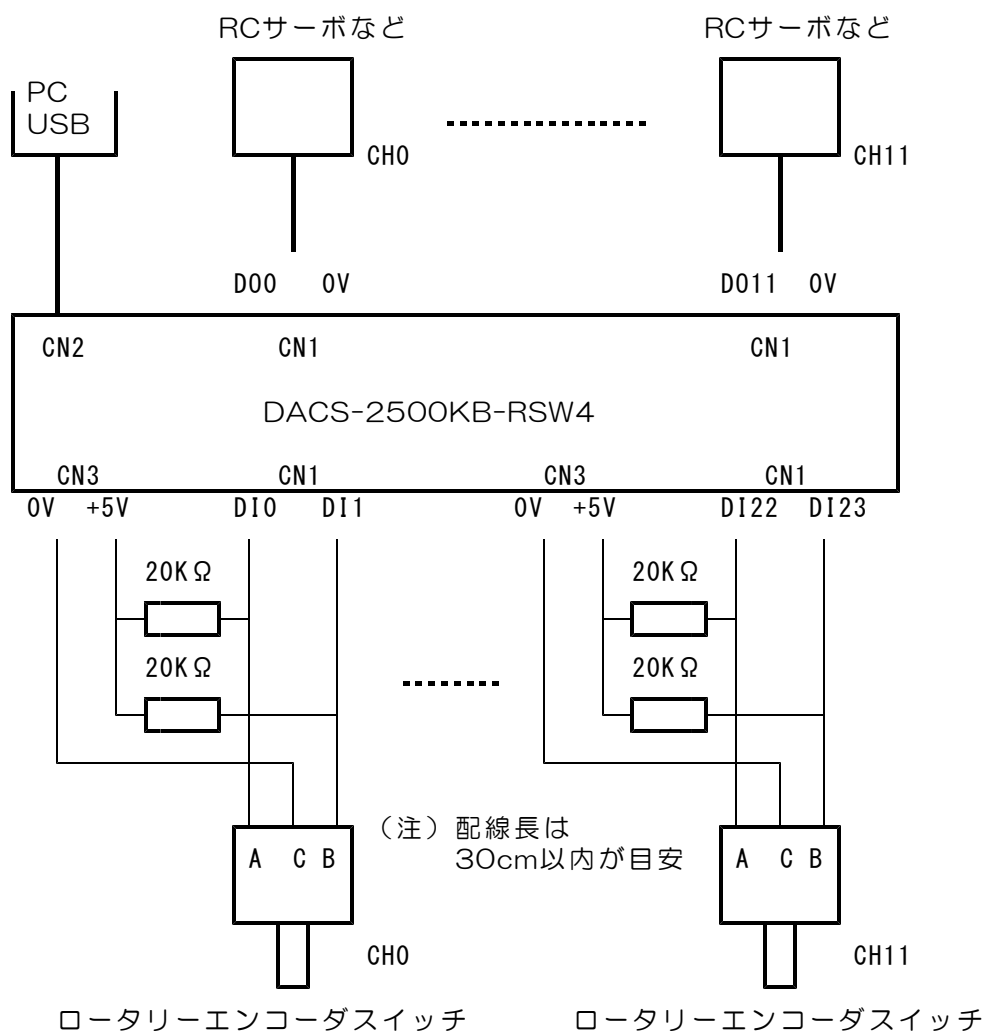 RCサーボなど RCサーボなど
PC
USB
CH0 CH11
DO0 0V DO11 0V
CN2 CN1 CN1
DACS-2500KB-RSW4
CN3 CN1 CN3 CN1
0V +5V DI0 DI1 0V +5V DI22 DI23
20KΩ 20KΩ
20KΩ 20KΩ
(注) 配線長は
30cm以内が目安
A C B A C B
CH0 CH11
ロータリーエンコーダスイッチ ロータリーエンコーダスイッチ